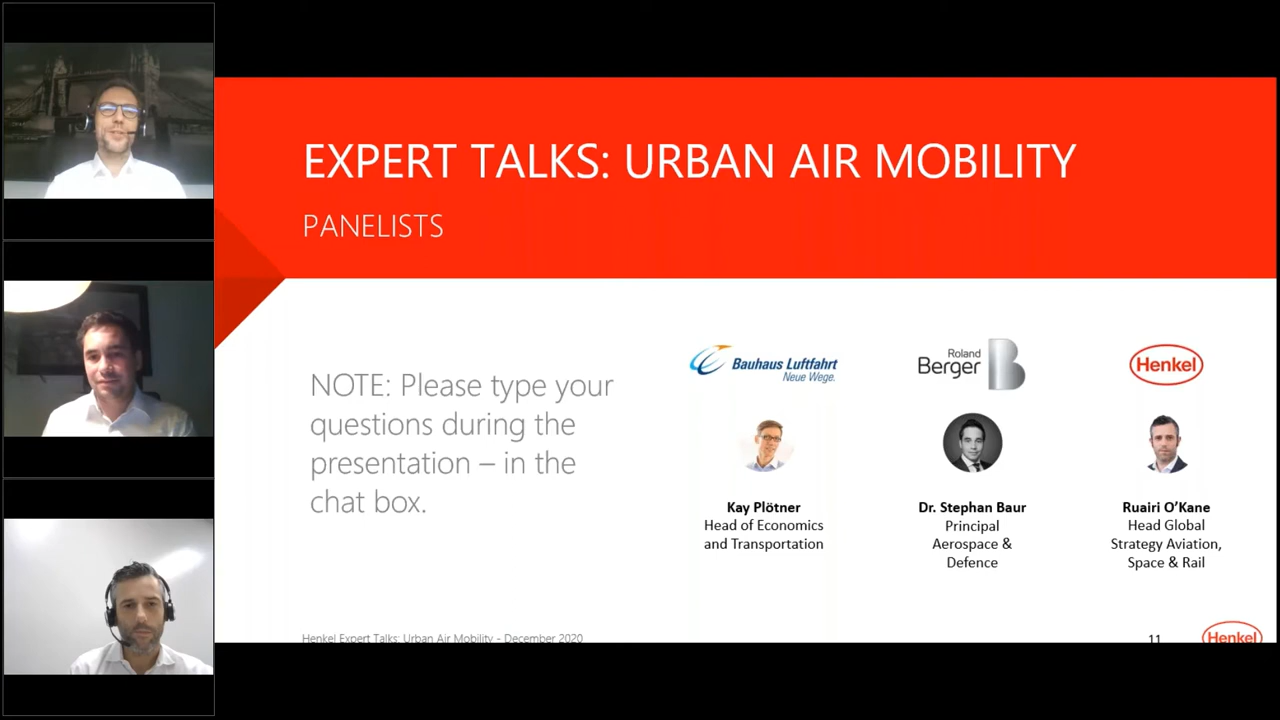 EXPERT TALKS: URBAN AIR MOBILITY
PANELISTS
NOTE: Please type your
questions during the
presentation – in the
chat box.
Bauhaus Luftfahrt
Neue Wege.
Roland
Berger
B
Henkel
Kay Plötner
Head of Economics
and Transportation
Dr. Stephan Baur
Principal
Aerospace &
Defence
Ruairi O’Kane
Head Global
Strategy Aviation,
Space & Rail
Henkel Expert Talks: Urban Air Mobility - December 2020
11
Henkel